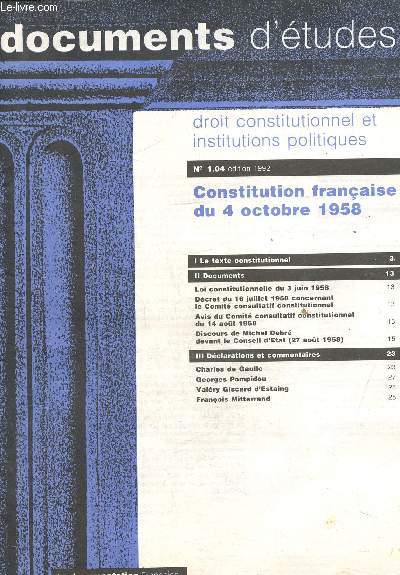 Le-livre.com
documents d'études
droit constitutionnel et
institutions politiques
N° 1.04 édition 1992
Constitution française
du 4 octobre 1958
I Le texte constitutionnel 3
II Documents 13
Loi constitutionnelle du 3 juin 1958 13
Décret du 16 juillet 1958 concernant
le Comité consultatif constitutionnel
Avis du Comité consultatif constitutionnel
du 14 août 1958
Discours de Michel Debré
devant le Conseil d'Etat (27 août 1958) 15
III Déclarations et commentaires 23
Charles de Gaulle
Georges Pompidou 27
Valéry Giscard d'Estaing
François Mitterrand